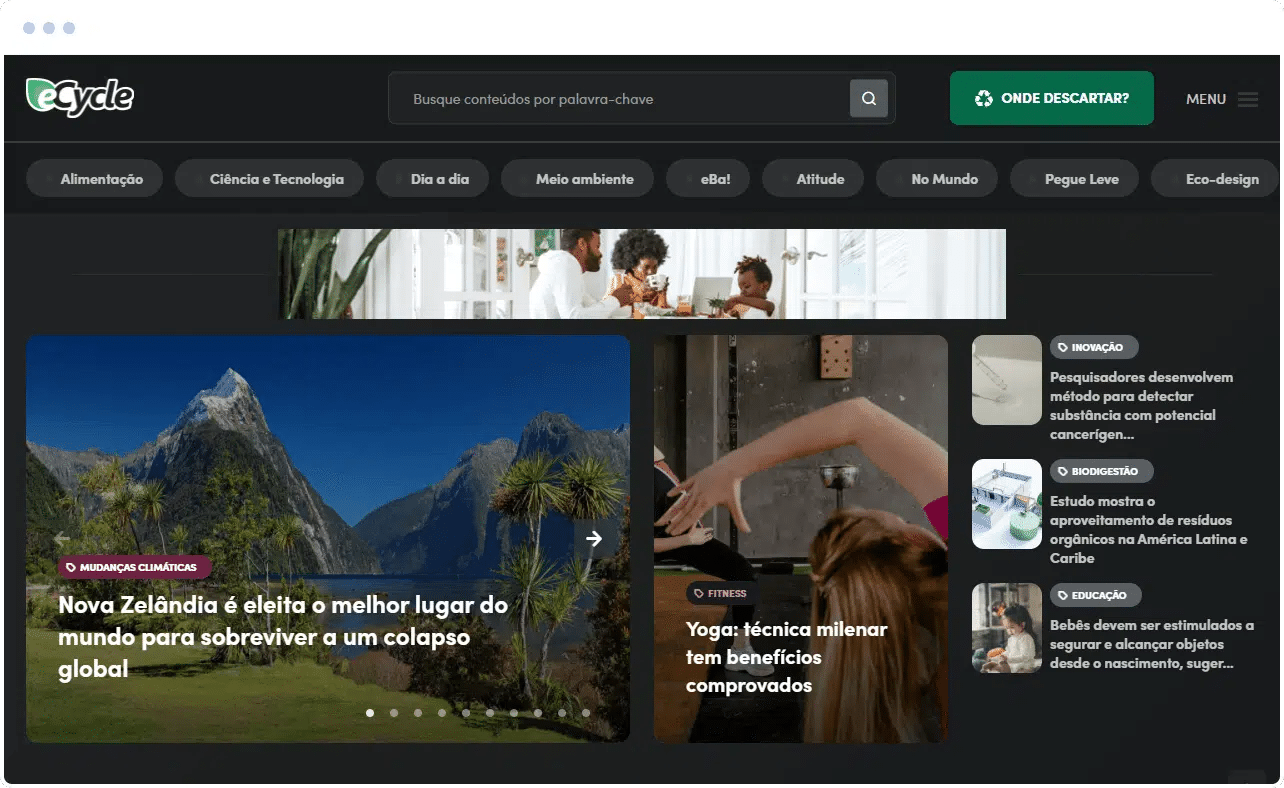 eCycle
Busque conteúdos por palavra-chave
ONDE DESCARTAR?
MENU
Alimentação
Ciência e Tecnologia
Dia a dia
Meio ambiente
eBa!
Atitude
No Mundo
Pegue Leve
Eco-design
MUDANÇAS CLIMÁTICAS
Nova Zelândia é eleita o melhor lugar do
mundo para sobreviver a um colapso
global
FITNESS
Yoga: técnica milenar
tem benefícios
comprovados
INOVAÇÃO
Pesquisadores desenvolvem
método para detectar
substância com potencial
cancerígen...
BIODIGESTÃO
Estudo mostra o
aproveitamento de resíduos
orgânicos na América Latina e
Caribe
EDUCAÇÃO
Bebês devem ser estimulados a
segurar e alcançar objetos
desde o nascimento, suger...